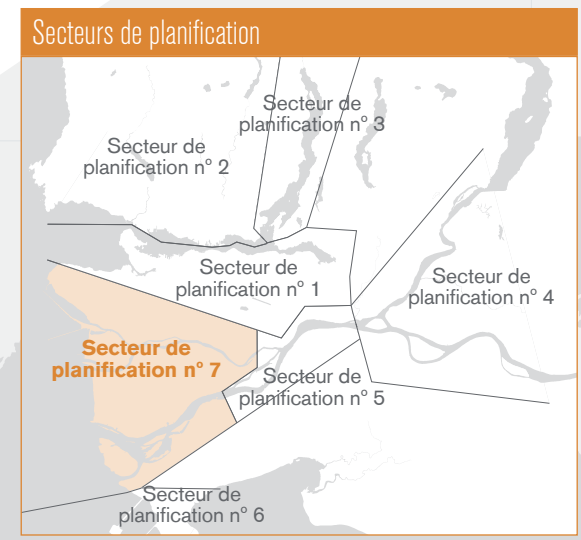 Secteurs de planification
Secteur de
planification n° 3
Secteur de
planification n° 2
Secteur de
planification n° 1
Secteur de
planification n° 4
Secteur de
planification n° 7
Secteur de
planification n° 5
Secteur de
planification n° 6